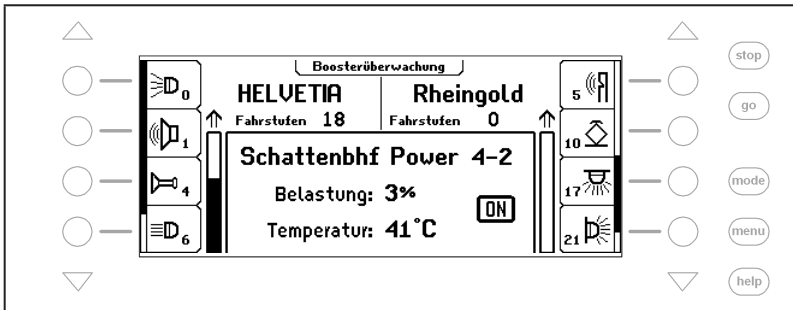 Boosterüberwachung
HELVETIA Rheingold
Fahrstufen 18 Fahrstufen 0
Schattenbhf Power 4-2
Belastung: 3%
ON
Temperatur: 41°C
0
1
4
6
5
10
17
21
stop
go
mode
menu
help